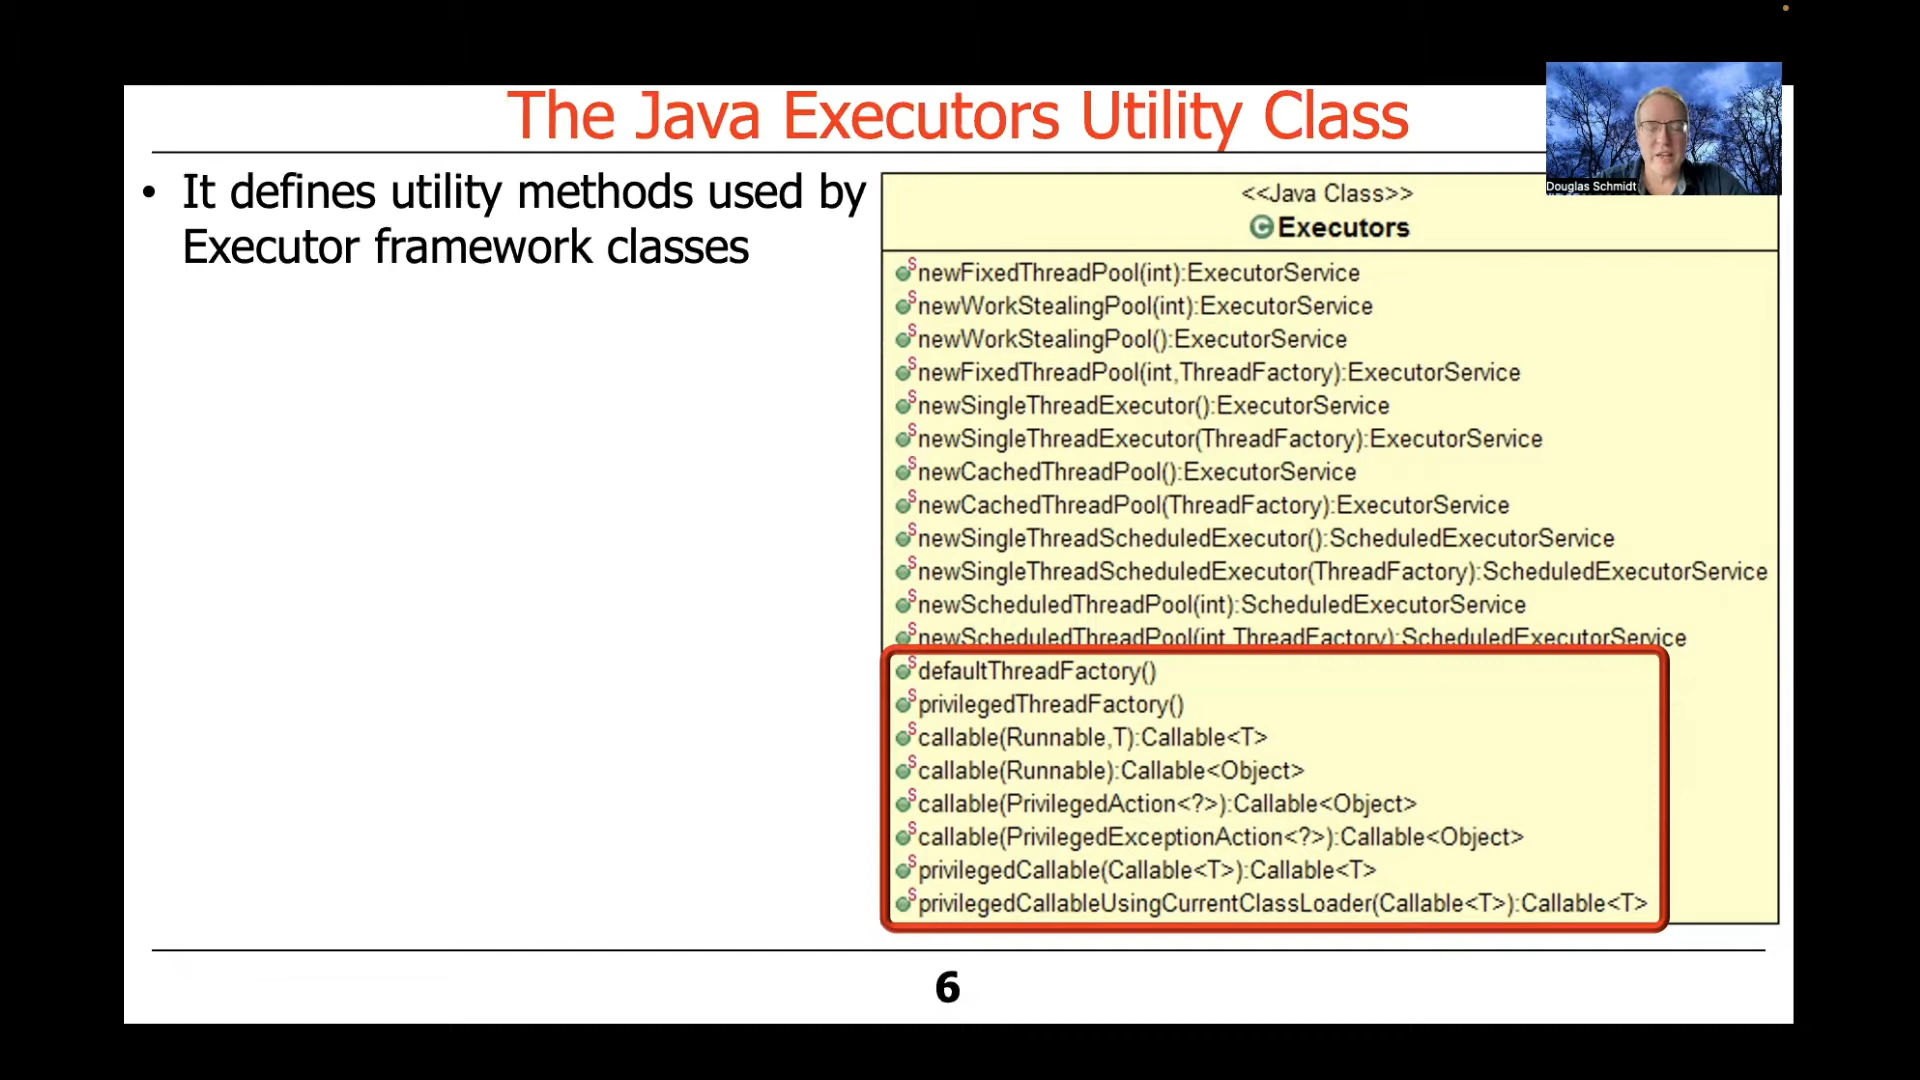 The Java Executors Utility Class
Douglas Schmidt
• It defines utility methods used by
Executor framework classes
<<Java Class>>
C Executors
S newFixedThreadPool(int):ExecutorService
S newWorkStealingPool(int):ExecutorService
S newWorkStealingPool():ExecutorService
S newFixedThreadPool(int,ThreadFactory):ExecutorService
S newSingleThreadExecutor():ExecutorService
S newSingleThreadExecutor(ThreadFactory):ExecutorService
S newCachedThreadPool():ExecutorService
S newCachedThreadPool(ThreadFactory):ExecutorService
S newSingleThreadScheduledExecutor():ScheduledExecutorService
S newSingleThreadScheduledExecutor(ThreadFactory):ScheduledExecutorService
S newScheduledThreadPool(int):ScheduledExecutorService
S newScheduledThreadPool(int,ThreadFactory):ScheduledExecutorService
S defaultThreadFactory()
S privilegedThreadFactory()
S callable(Runnable,T):Callable<T>
S callable(Runnable):Callable<Object>
S callable(PrivilegedAction<?>):Callable<Object>
S callable(PrivilegedExceptionAction<?>):Callable<Object>
S privilegedCallable(Callable<T>):Callable<T>
S privilegedCallableUsingCurrentClassLoader(Callable<T>):Callable<T>
6